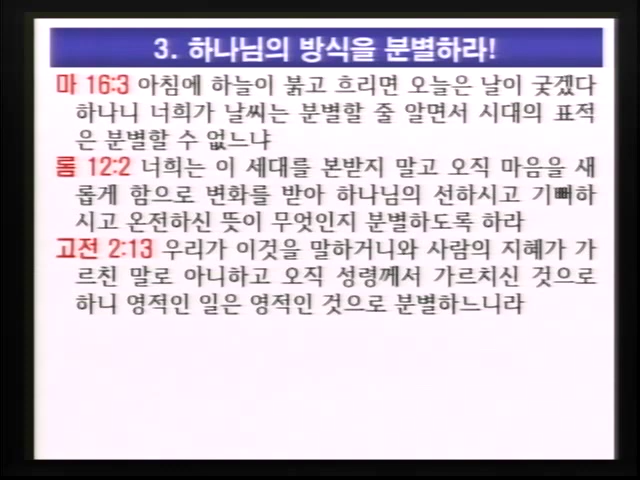 3. 하나님의 방식을 분별하라!
마 16:3 아침에 하늘이 붉고 흐리면 오늘은 날이 궂겠다
하나니 너희가 날씨는 분별할 줄 알면서 시대의 표적
은 분별할 수 없느냐
롬 12:2 너희는 이 세대를 본받지 말고 오직 마음을 새
롭게 함으로 변화를 받아 하나님의 선하시고 기뻐하
시고 온전하신 뜻이 무엇인지 분별하도록 하라
고전 2:13 우리가 이것을 말하거니와 사람의 지혜가 가
르친 말로 아니하고 오직 성령께서 가르치신 것으로
하니 영적인 일은 영적인 것으로 분별하느니라